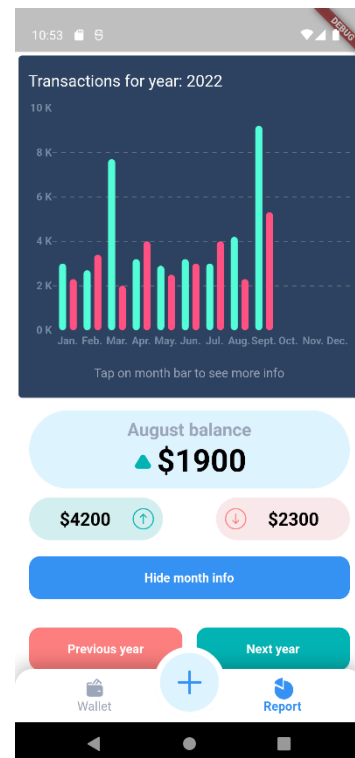 DEBUG
10:53
Transactions for year: 2022
10 K
8 K
6 K
4 K
2 K
0 K
Jan. Feb. Mar. Apr. May. Jun. Jul. Aug. Sept. Oct. Nov. Dec.
Tap on month bar to see more info
August balance
$1900
$4200 $2300
Hide month info
Previous year Next year
Wallet Report